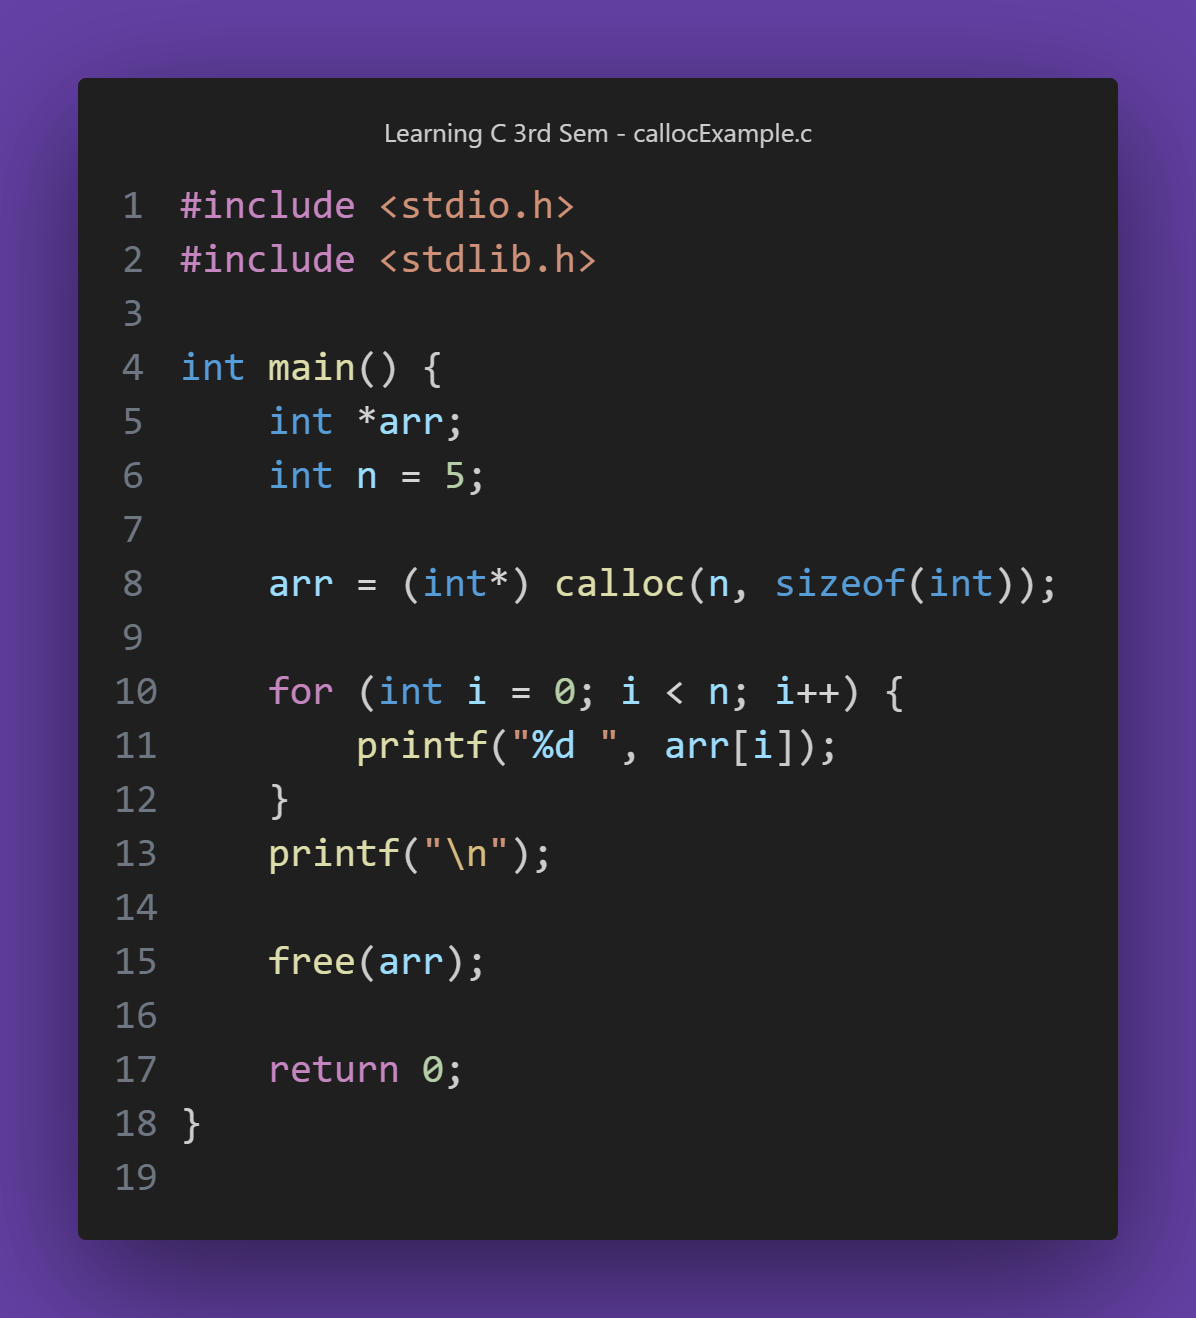 Learning C 3rd Sem - callocExample.c
1 #include <stdio.h>
2 #include <stdlib.h>
3
4 int main() {
5     int *arr;
6     int n = 5;
7
8     arr = (int*) calloc(n, sizeof(int));
9
10     for (int i = 0; i < n; i++) {
11         printf("%d ", arr[i]);
12     }
13     printf("\n");
14
15     free(arr);
16
17     return 0;
18 }
19